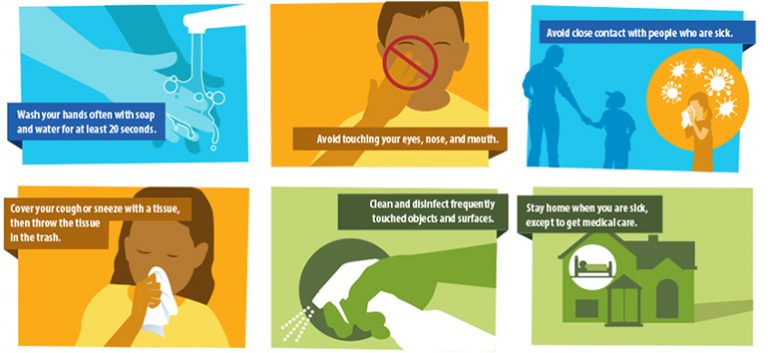 Wash your hands often with soap
and water for at least 20 seconds.
Avoid touching your eyes, nose, and mouth.
Avoid close contact with people who are sick.
Cover your cough or sneeze with a tissue,
then throw the tissue
in the trash.
Clean and disinfect frequently
touched objects and surfaces.
Stay home when you are sick,
except to get medical care.